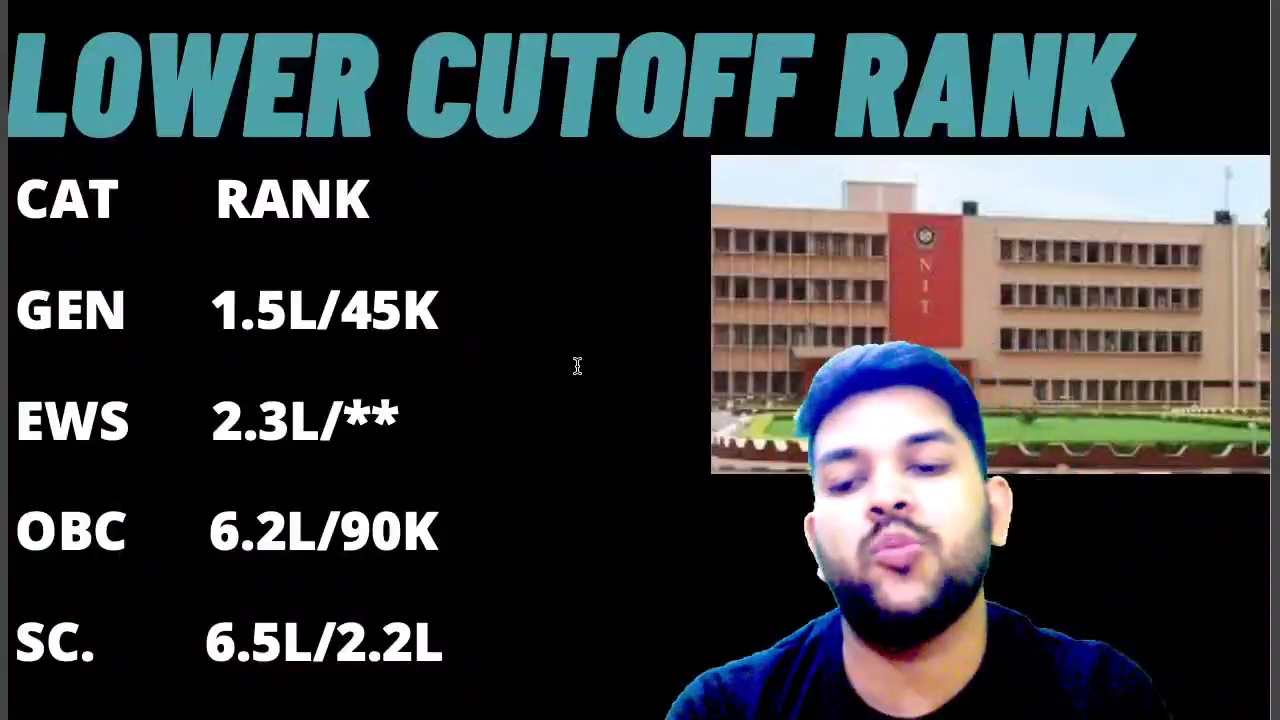 LOWER CUTOFF RANK
CAT RANK
GEN 1.5L/45K
EWS 2.3L/**
OBC 6.2L/90K
SC. 6.5L/2.2L
N
I
T